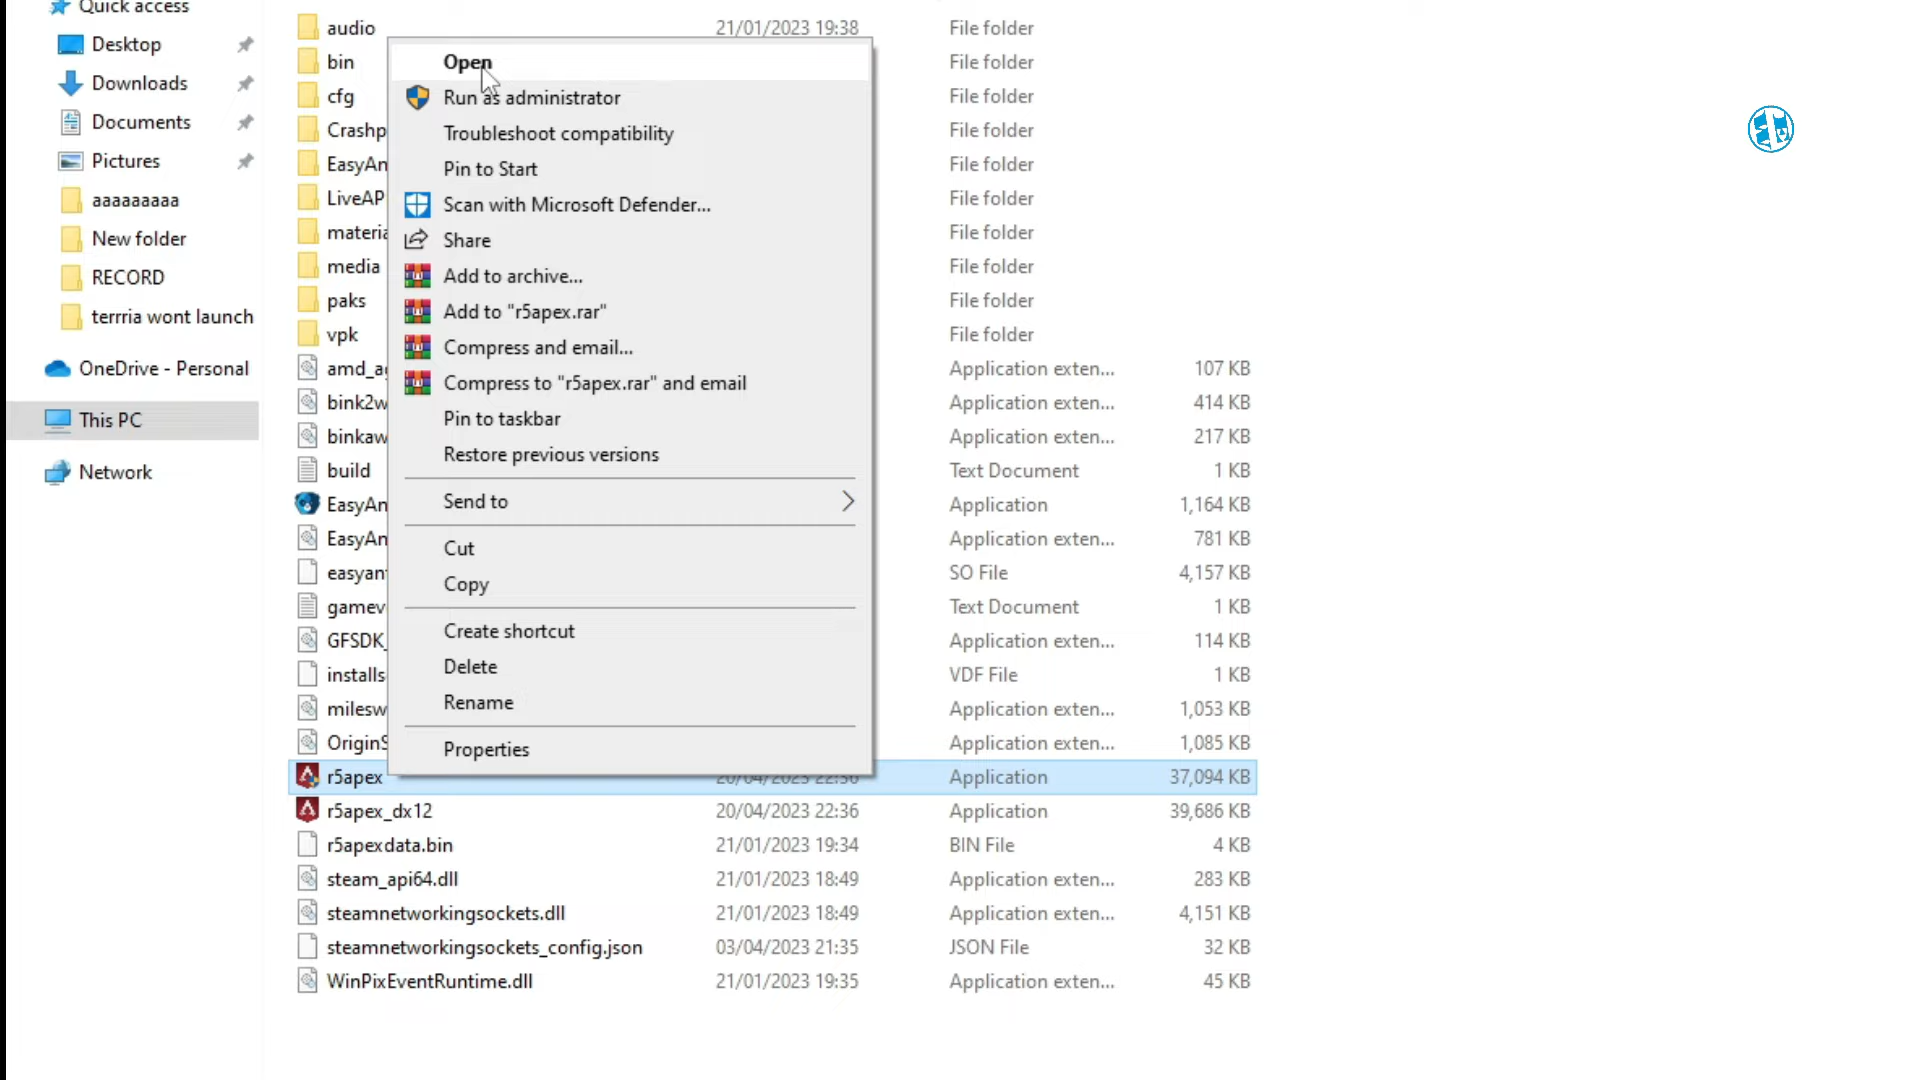 Quick access
Desktop
Downloads
Documents
Pictures
aaaaaaaaa
New folder
RECORD
terrria wont launch
OneDrive - Personal
This PC
Network
audio 21/01/2023 19:38 File folder
bin File folder
cfg File folder
Crashp File folder
EasyAn File folder
LiveAP File folder
materia File folder
media File folder
paks File folder
vpk File folder
amd_ag Application exten... 107 KB
bink2w Application exten... 414 KB
binkaw Application exten... 217 KB
build Text Document 1 KB
EasyAn Application 1,164 KB
EasyAn Application exten... 781 KB
easyan SO File 4,157 KB
gamev Text Document 1 KB
GFSDK_ Application exten... 114 KB
installs VDF File 1 KB
milesw Application exten... 1,053 KB
OriginS Application exten... 1,085 KB
r5apex 20/04/2023 22:36 Application 37,094 KB
r5apex_dx12 20/04/2023 22:36 Application 39,686 KB
r5apexdata.bin 21/01/2023 19:34 BIN File 4 KB
steam_api64.dll 21/01/2023 18:49 Application exten... 283 KB
steamnetworkingsockets.dll 21/01/2023 18:49 Application exten... 4,151 KB
steamnetworkingsockets_config.json 03/04/2023 21:35 JSON File 32 KB
WinPixEventRuntime.dll 21/01/2023 19:35 Application exten... 45 KB
Open
Run as administrator
Troubleshoot compatibility
Pin to Start
Scan with Microsoft Defender...
Share
Add to archive...
Add to "r5apex.rar"
Compress and email...
Compress to "r5apex.rar" and email
Pin to taskbar
Restore previous versions
Send to
Cut
Copy
Create shortcut
Delete
Rename
Properties